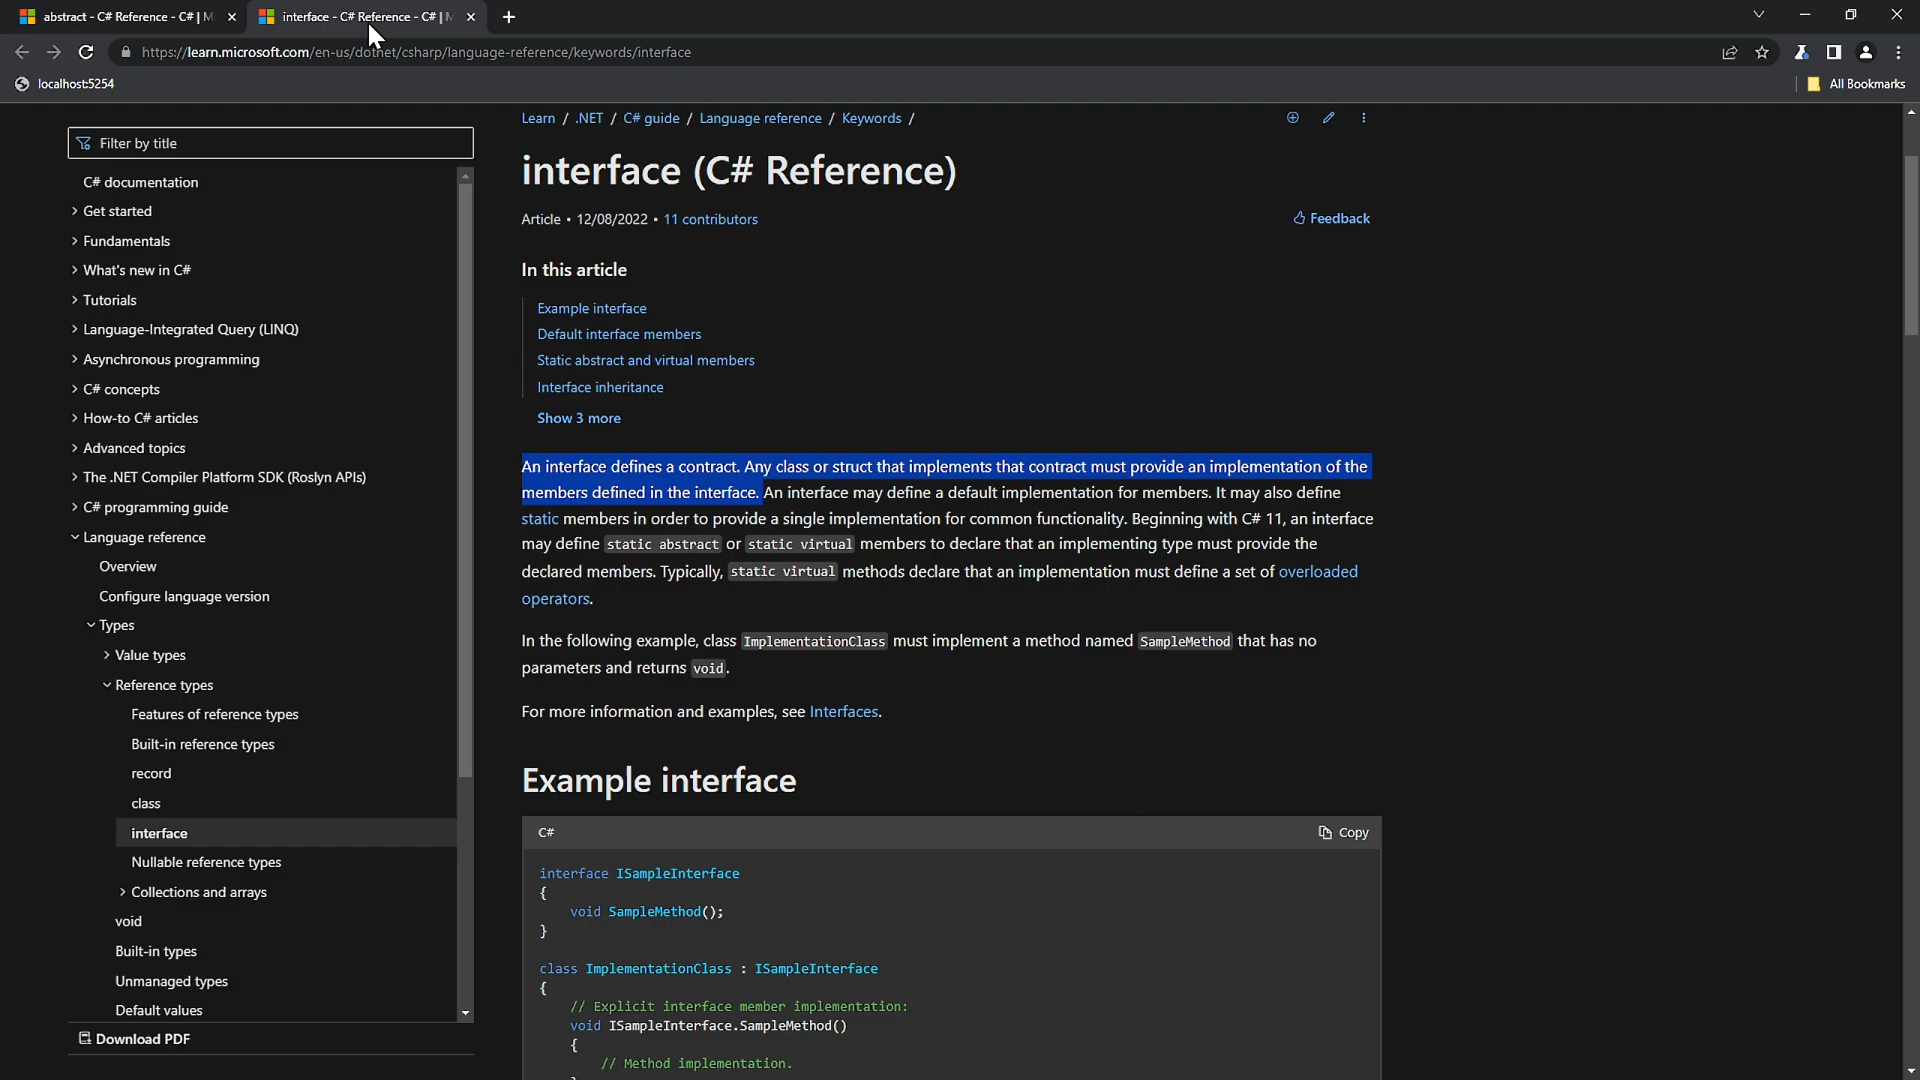 abstract - C# Reference - C# | M
interface - C# Reference - C# | M
https://learn.microsoft.com/en-us/dotnet/csharp/language-reference/keywords/interface
localhost:5254
All Bookmarks
Filter by title
C# documentation
Get started
Fundamentals
What's new in C#
Tutorials
Language-Integrated Query (LINQ)
Asynchronous programming
C# concepts
How-to C# articles
Advanced topics
The .NET Compiler Platform SDK (Roslyn APIs)
C# programming guide
Language reference
Overview
Configure language version
Types
Value types
Reference types
Features of reference types
Built-in reference types
record
class
interface
Nullable reference types
Collections and arrays
void
Built-in types
Unmanaged types
Default values
Download PDF
Learn / .NET / C# guide / Language reference / Keywords /
interface (C# Reference)
Article • 12/08/2022 • 11 contributors
Feedback
In this article
Example interface
Default interface members
Static abstract and virtual members
Interface inheritance
Show 3 more
An interface defines a contract. Any class or struct that implements that contract must provide an implementation of the
members defined in the interface. An interface may define a default implementation for members. It may also define
static members in order to provide a single implementation for common functionality. Beginning with C# 11, an interface
may define static abstract or static virtual members to declare that an implementing type must provide the
declared members. Typically, static virtual methods declare that an implementation must define a set of overloaded
operators.
In the following example, class ImplementationClass must implement a method named SampleMethod that has no
parameters and returns void.
For more information and examples, see Interfaces.
Example interface
C#
Copy
interface ISampleInterface
{
void SampleMethod();
}
class ImplementationClass : ISampleInterface
{
// Explicit interface member implementation:
void ISampleInterface.SampleMethod()
{
// Method implementation.